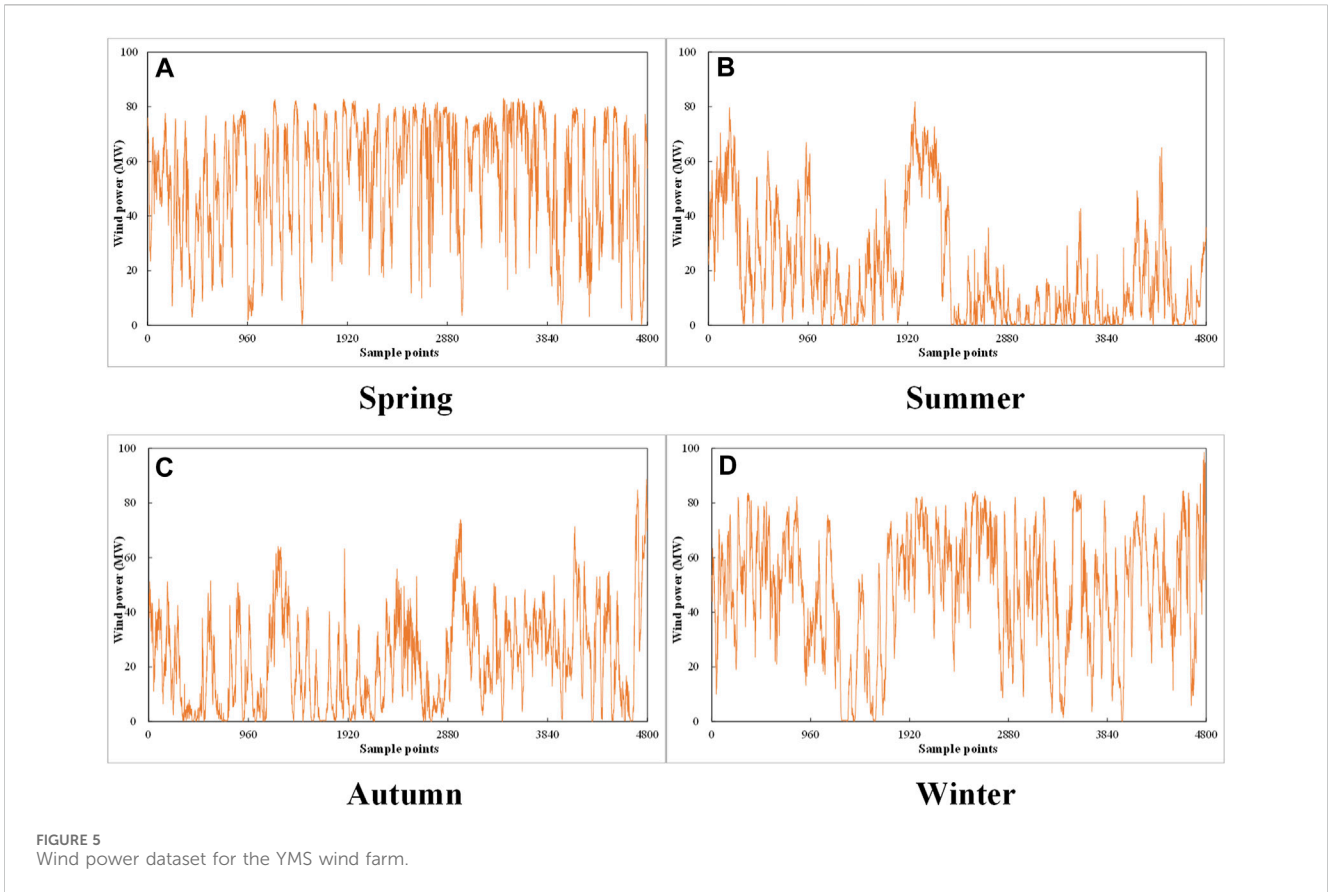 A
Wind power (MW)
100
80
60
40
20
0
0 960 1920 2880 3840 4800
Sample points
Spring
B
Wind power (MW)
100
80
60
40
20
0
0 960 1920 2880 3840 4800
Sample points
Summer
C
Wind power (MW)
100
80
60
40
20
0
0 960 1920 2880 3840 4800
Sample points
Autumn
D
Wind power (MW)
100
80
60
40
20
0
0 960 1920 2880 3840 4800
Sample points
Winter
FIGURE 5
Wind power dataset for the YMS wind farm.